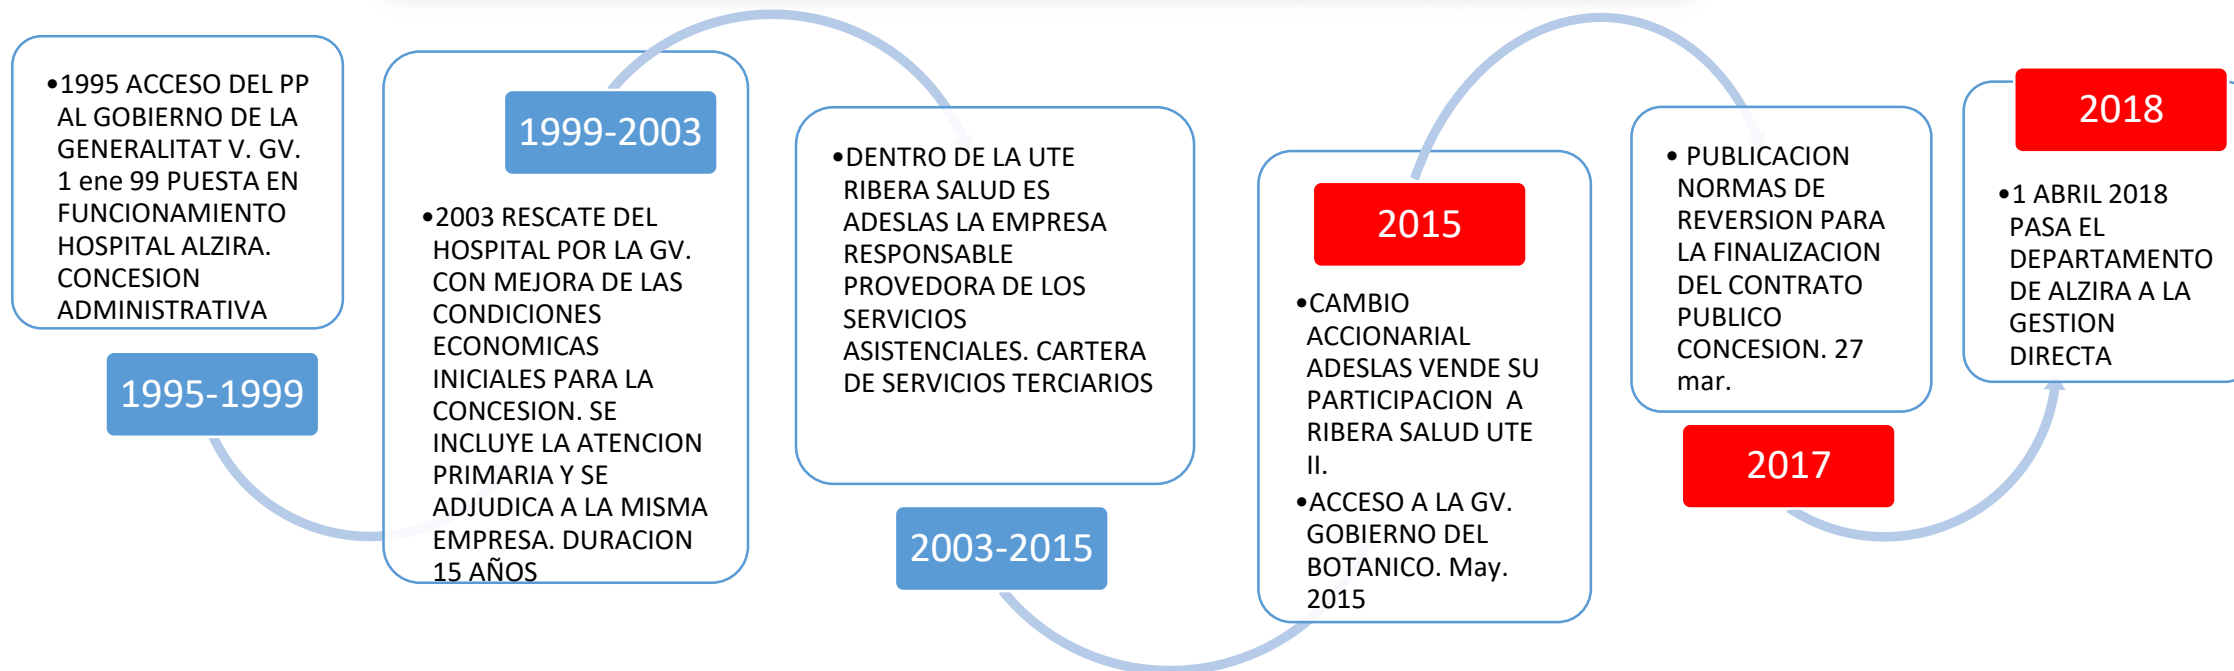 •1995 ACCESO DEL PP
AL GOBIERNO DE LA
GENERALITAT V. GV.
1 ene 99 PUESTA EN
FUNCIONAMIENTO
HOSPITAL ALZIRA.
CONCESION
ADMINISTRATIVA
1995-1999
1999-2003
•2003 RESCATE DEL
HOSPITAL POR LA GV.
CON MEJORA DE LAS
CONDICIONES
ECONOMICAS
INICIALES PARA LA
CONCESION. SE
INCLUYE LA ATENCION
PRIMARIA Y SE
ADJUDICA A LA MISMA
EMPRESA. DURACION
15 AÑOS
•DENTRO DE LA UTE
RIBERA SALUD ES
ADESLAS LA EMPRESA
RESPONSABLE
PROVEDORA DE LOS
SERVICIOS
ASISTENCIALES. CARTERA
DE SERVICIOS TERCIARIOS
2003-2015
2015
•CAMBIO
ACCIONARIAL
ADESLAS VENDE SU
PARTICIPACION A
RIBERA SALUD UTE
II.
•ACCESO A LA GV.
GOBIERNO DEL
BOTANICO. May.
2015
• PUBLICACION
NORMAS DE
REVERSION PARA
LA FINALIZACION
DEL CONTRATO
PUBLICO
CONCESION. 27
mar.
2017
2018
•1 ABRIL 2018
PASA EL
DEPARTAMENTO
DE ALZIRA A LA
GESTION
DIRECTA